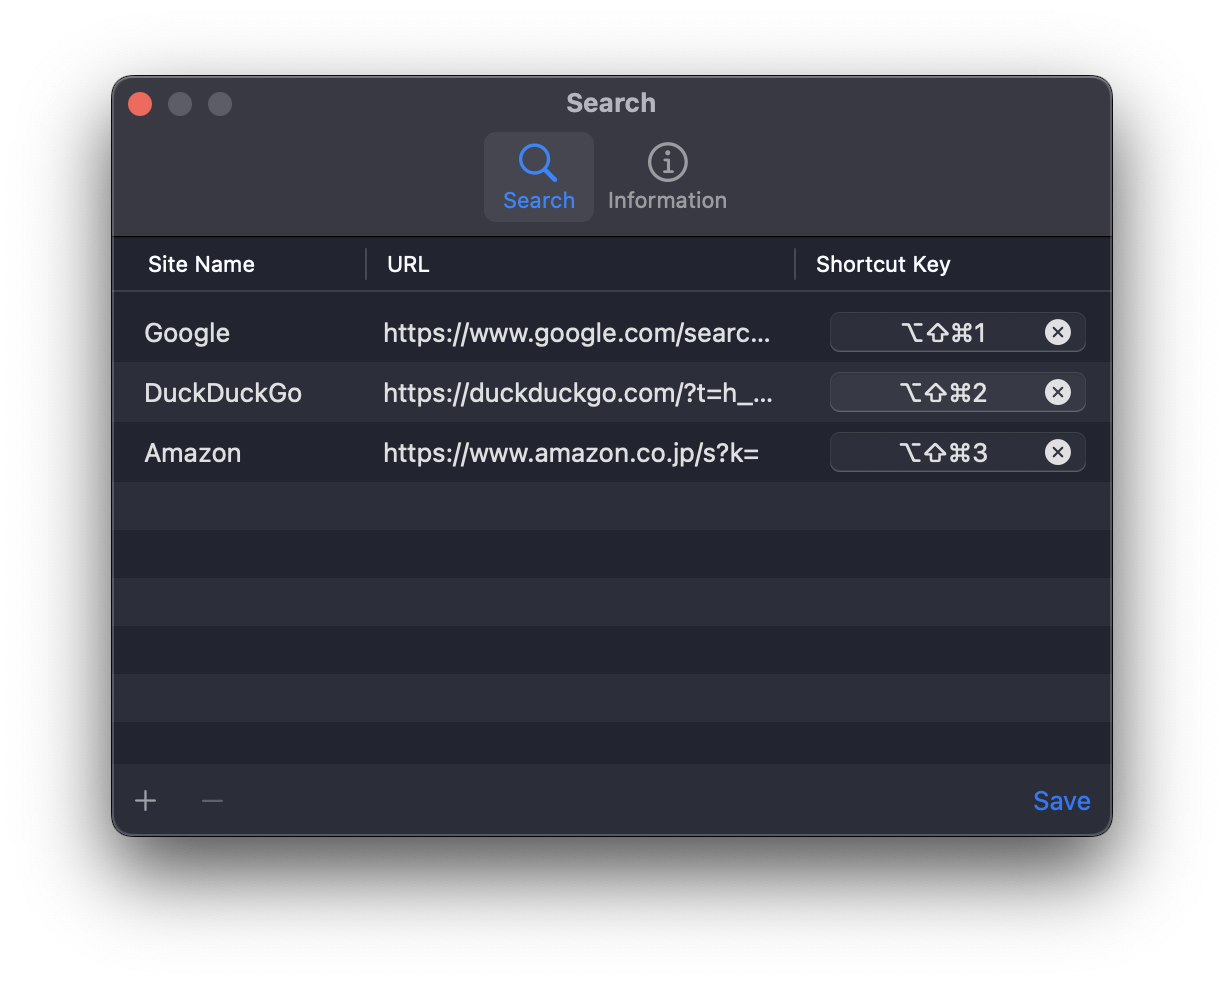 Search
Search Information
Site Name URL Shortcut Key
Google https://www.google.com/searc... ⌥⇧⌘1
DuckDuckGo https://duckduckgo.com/?t=h_... ⌥⇧⌘2
Amazon https://www.amazon.co.jp/s?k= ⌥⇧⌘3
Save